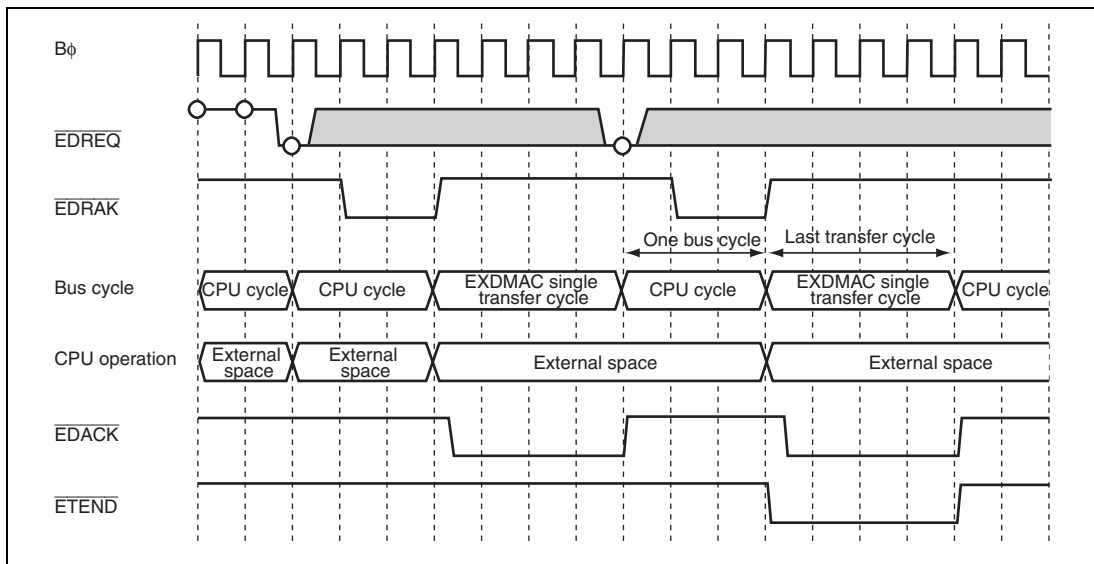 Bϕ
EDREQ
EDRAK
One bus cycle
Last transfer cycle
Bus cycle
CPU cycle
CPU cycle
EXDMAC single
transfer cycle
CPU cycle
EXDMAC single
transfer cycle
CPU cycle
CPU operation
External
space
External
space
External space
External space
EDACK
ETEND